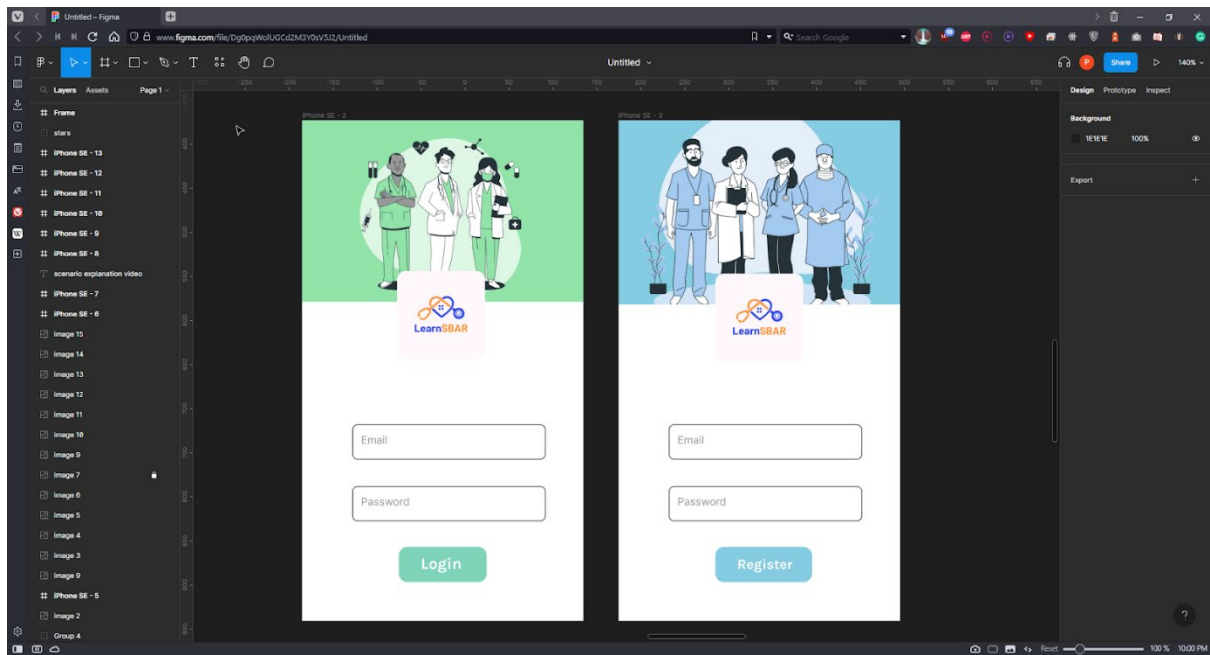 Untitled – Figma
www.figma.com/file/Dg0pqWolUGCd2M3Y0sV5J2/Untitled
Search Google
Untitled
Share
140%
Layers Assets Page 1
Design Prototype Inspect
Frame
stars
iPhone SE - 13
iPhone SE - 12
iPhone SE - 11
iPhone SE - 10
iPhone SE - 9
iPhone SE - 8
scenario explanation video
iPhone SE - 7
iPhone SE - 6
image 15
image 14
image 13
image 12
image 11
image 10
image 9
image 7
image 6
image 5
image 4
image 3
image 9
iPhone SE - 5
image 2
Group 4
iPhone SE - 2
LearnSBAR
Email
Password
Login
iPhone SE - 3
LearnSBAR
Email
Password
Register
Background
1E1E1E 100%
Export
Reset
100 %
10:00 PM